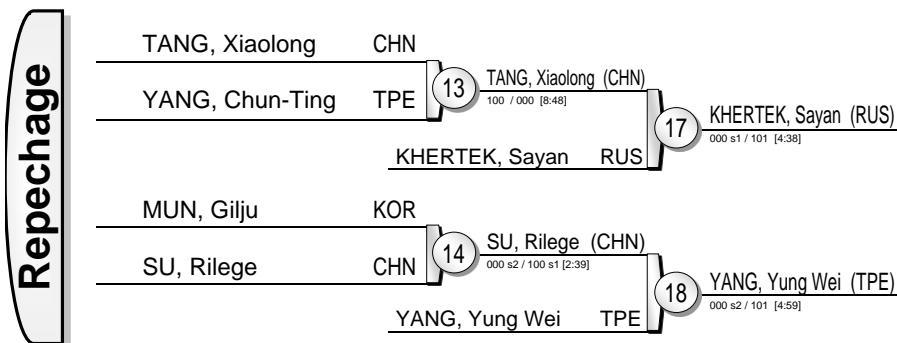 Repechage
TANG, Xiaolong CHN
YANG, Chun-Ting TPE
13
TANG, Xiaolong (CHN)
100 / 000 [8:48]
KHERTEK, Sayan RUS
17
KHERTEK, Sayan (RUS)
000 s1 / 101 [4:38]
MUN, Gilju KOR
SU, Rilege CHN
14
SU, Rilege (CHN)
000 s2 / 100 s1 [2:39]
YANG, Yung Wei TPE
18
YANG, Yung Wei (TPE)
000 s2 / 101 [4:59]